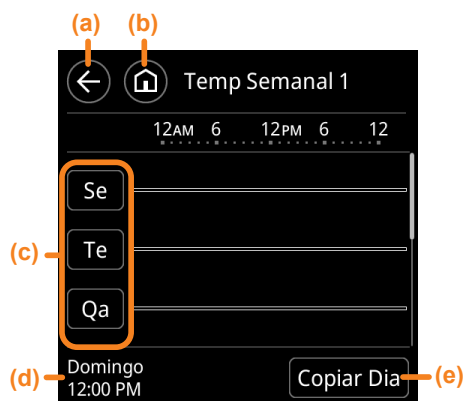 (a) (b)
Temp Semanal 1
12AM 6 12PM 6 12
Se
(c) Te
Qa
(d) Domingo
12:00 PM
Copiar Dia (e)